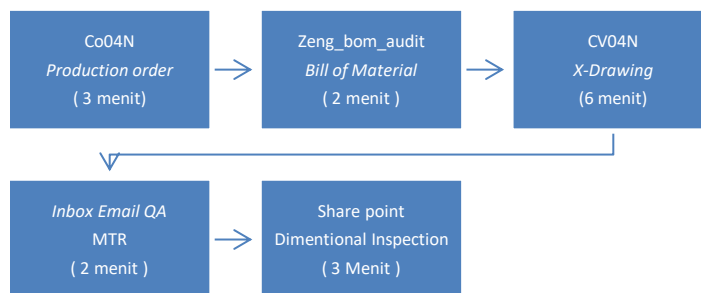 Co04N
Production order
( 3 menit)
Zeng_bom_audit
Bill of Material
( 2 menit )
CV04N
X-Drawing
(6 menit)
Inbox Email QA
MTR
( 2 menit )
Share point
Dimentional Inspection
( 3 Menit )